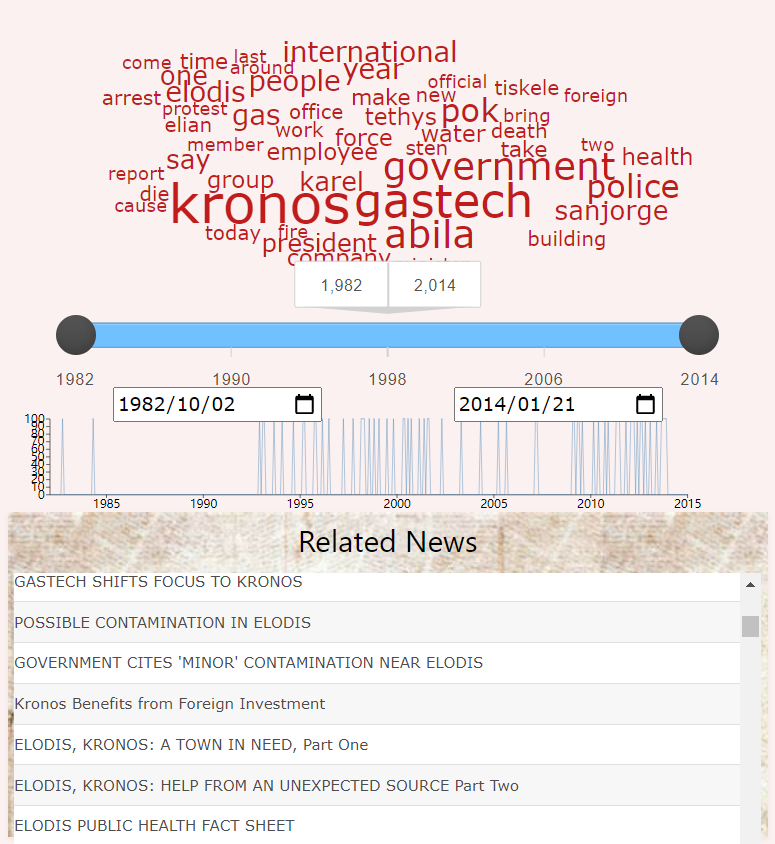 international
come time last
one around
people year
official
elodis
arrest make new tiskele foreign
protest gas office tethys pok bring
elian work force water death
member employee sten take two health
say government
report group karel police
die kronos gastech sanjorge
cause
today fire abila building
president
company
1,982 2,014
1982 1990 1998 2006 2014
1982/10/02 2014/01/21
100
90
80
70
60
50
40
30
20
10
0
1985 1990 1995 2000 2005 2010 2015
Related News
GASTECH SHIFTS FOCUS TO KRONOS
POSSIBLE CONTAMINATION IN ELODIS
GOVERNMENT CITES 'MINOR' CONTAMINATION NEAR ELODIS
Kronos Benefits from Foreign Investment
ELODIS, KRONOS: A TOWN IN NEED, Part One
ELODIS, KRONOS: HELP FROM AN UNEXPECTED SOURCE Part Two
ELODIS PUBLIC HEALTH FACT SHEET